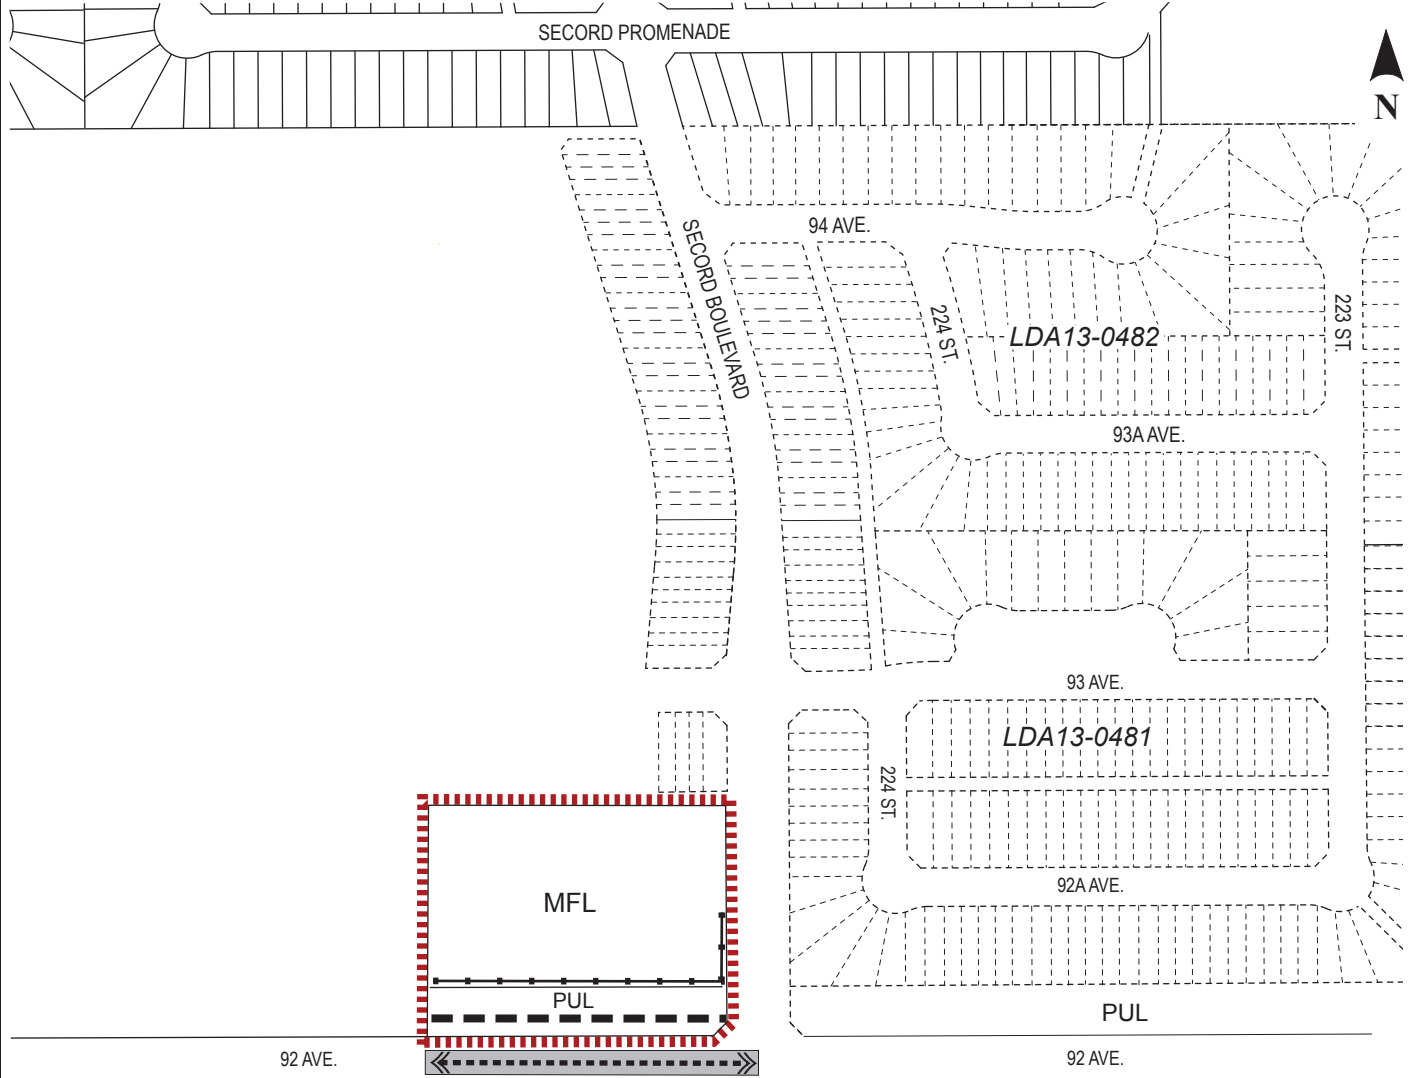 SECORD PROMENADE
N
94 AVE.
SECORD BOULEVARD
224 ST.
LDA13-0482
223 ST.
93A AVE.
93 AVE.
LDA13-0481
224 ST.
92A AVE.
MFL
PUL
PUL
92 AVE.
92 AVE.